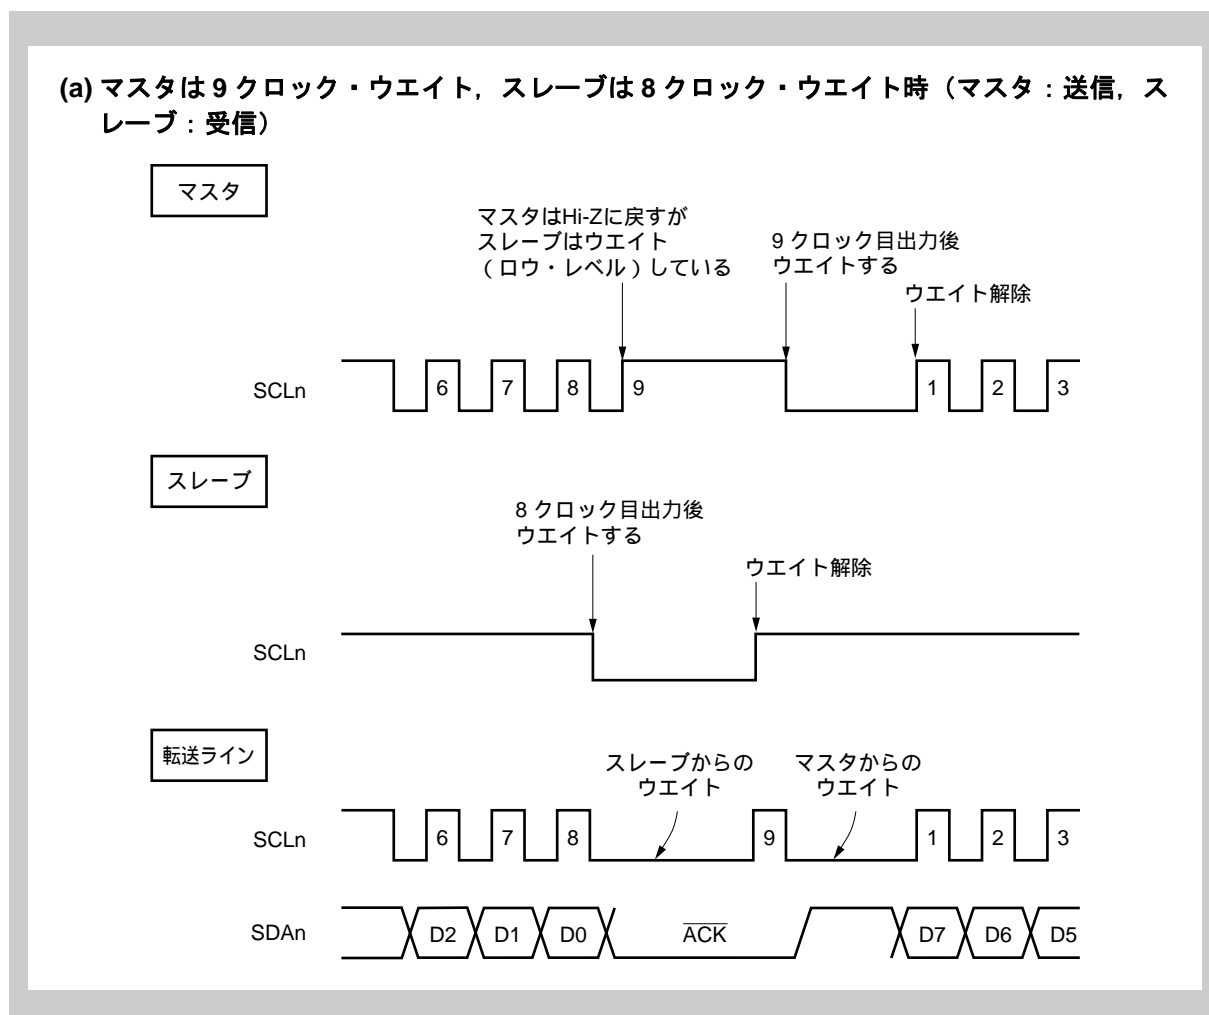 (a) マスタは 9 クロック・ウエイト，スレーブは 8 クロック・ウエイト時（マスタ：送信，ス
レーブ：受信）
マスタ
マスタはHi-Zに戻すが
スレーブはウエイト
（ロウ・レベル）している
9 クロック目出力後
ウエイトする
ウエイト解除
SCLn 6 7 8 9 1 2 3
スレーブ
8 クロック目出力後
ウエイトする
ウエイト解除
SCLn
転送ライン
スレーブからの
ウエイト
マスタからの
ウエイト
SCLn 6 7 8 9 1 2 3
SDAn D2 D1 D0 A̅C̅K̅ D7 D6 D5